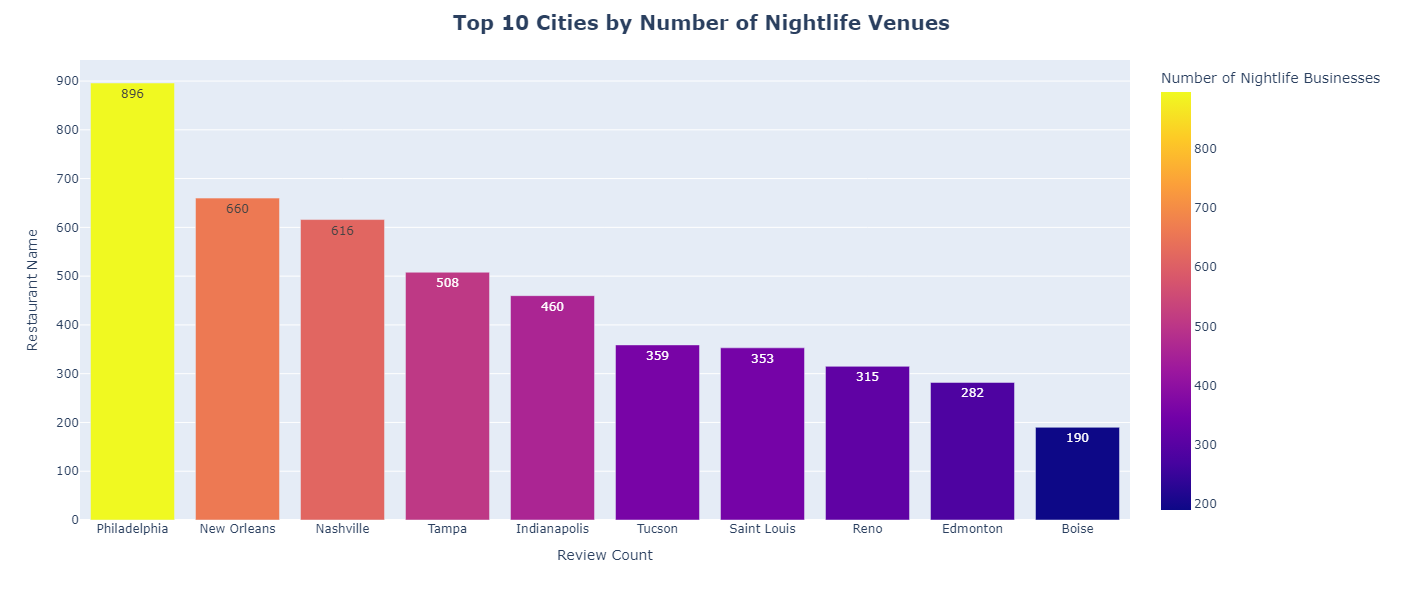 Top 10 Cities by Number of Nightlife Venues
Number of Nightlife Businesses
900
800
700
600
500
400
300
200
100
0
Restaurant Name
896
660
616
508
460
359
353
315
282
190
Philadelphia
New Orleans
Nashville
Tampa
Indianapolis
Tucson
Saint Louis
Reno
Edmonton
Boise
Review Count
800
700
600
500
400
300
200